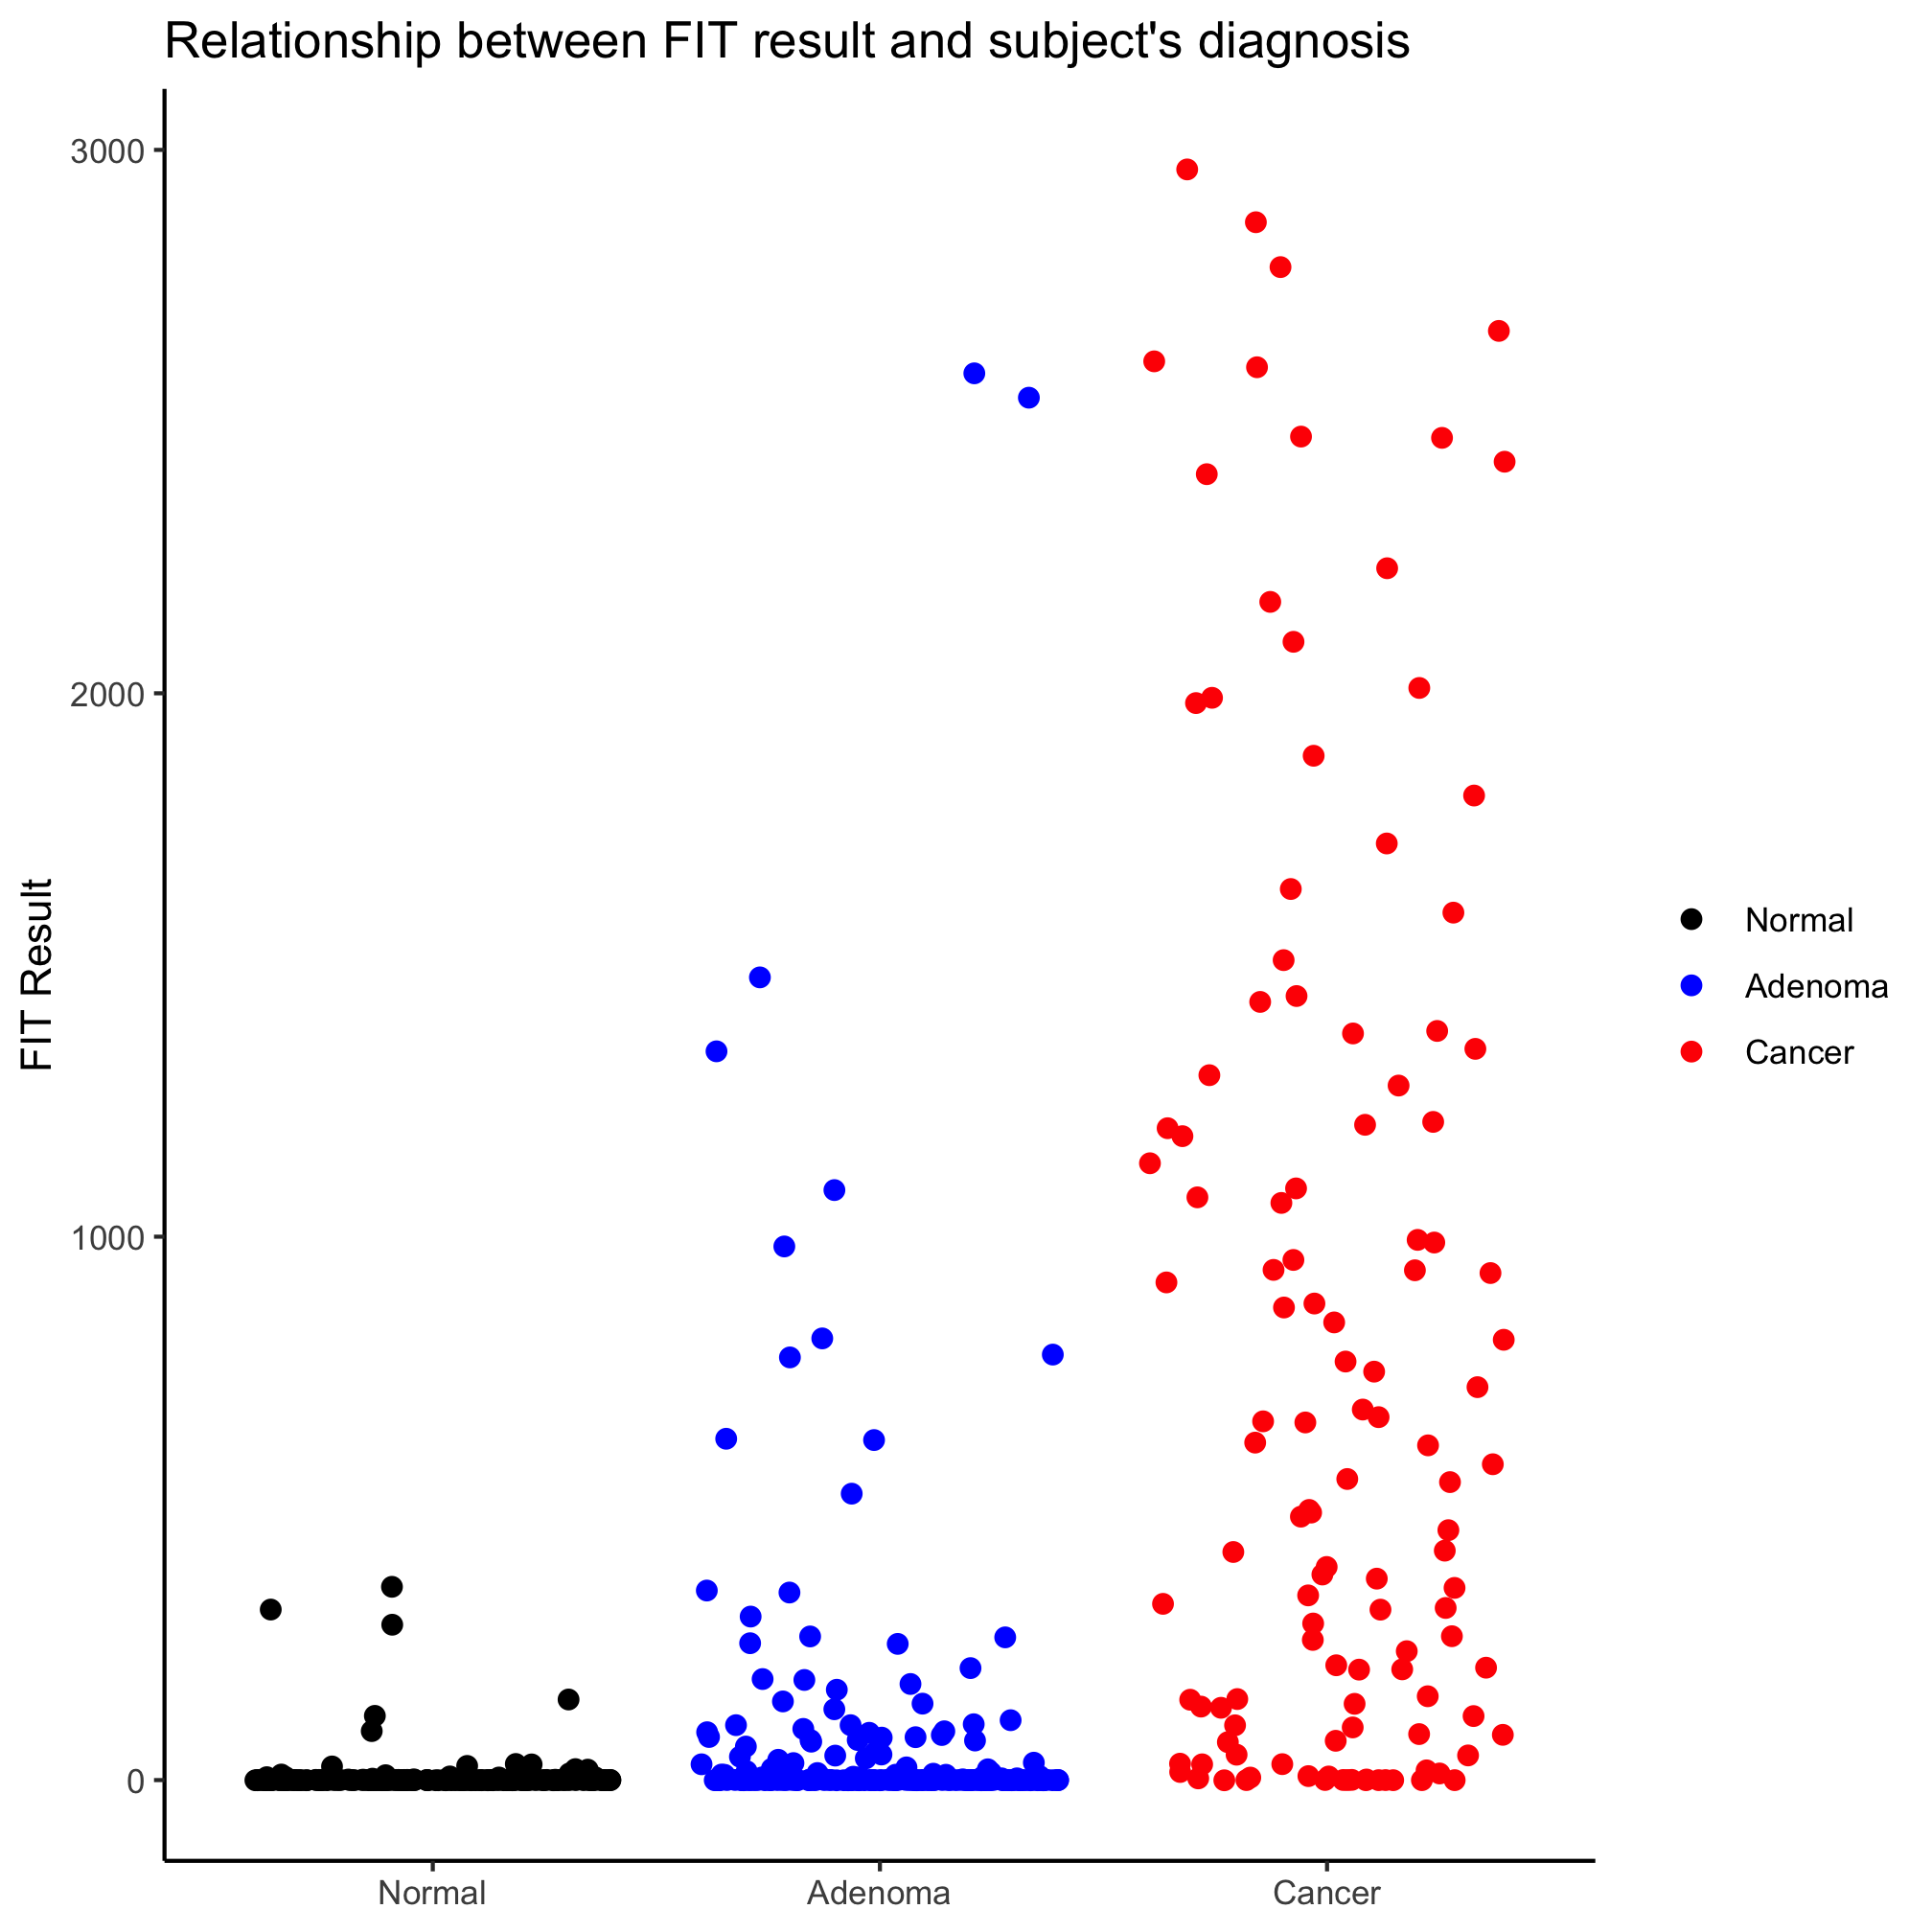 Relationship between FIT result and subject's diagnosis
3000
2000
1000
0
FIT Result
Normal
Adenoma
Cancer
Normal
Adenoma
Cancer